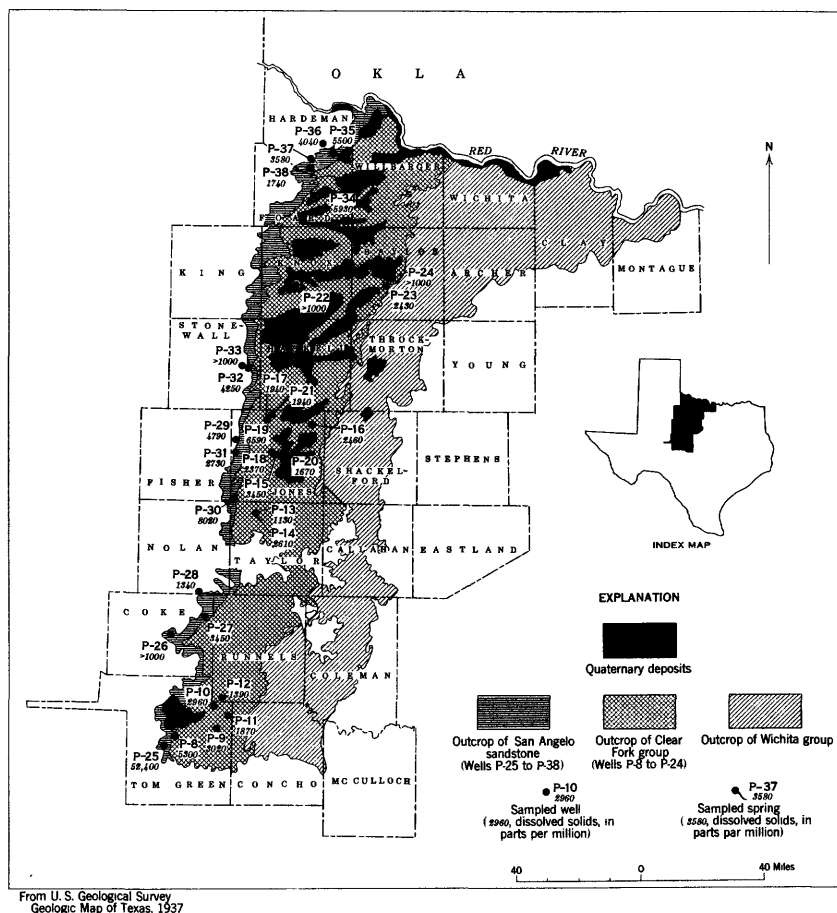 O K L A
HARDEMAN
P-36
4040
P-35
5500
P-37
3580
P-38
1740
RED RIVER
WILBARGER
N
P-34
5930
WICHITA
CLAY
MONTAGUE
KING
P-24
>1000
ARCHER
P-23
2430
P-22
>1000
STONE-
WALL
THROCK-
MORTON
YOUNG
P-33
>1000
P-32
4250
P-17
1940
P-21
1940
P-29
4790
P-19
6590
P-16
2460
P-31
2730
P-18
2370
P-20
1670
STEPHENS
FISHER
SHACKEL-
FORD
P-15
3450
JONES
P-30
8020
P-13
1130
P-14
2610
NOLAN
TAYLOR
CALLAHAN
EASTLAND
INDEX MAP
P-28
1340
COKE
P-27
3450
P-26
>1000
RUNNELS
COLEMAN
P-12
1390
P-10
2960
P-11
1870
P-9
2020
P-8
5300
P-25
52,400
TOM GREEN
CONCHO
MC CULLOCH
EXPLANATION
Quaternary deposits
Outcrop of San Angelo
sandstone
(Wells P-25 to P-38)
Outcrop of Clear
Fork group
(Wells P-8 to P-24)
Outcrop of Wichita group
P-10
2960
Sampled well
(2960, dissolved solids, in
parts per million)
P-37
3580
Sampled spring
(3580, dissolved solids, in
parts par million)
40 0 40 Miles
From U. S. Geological Survey
Geologic Map of Texas, 1937